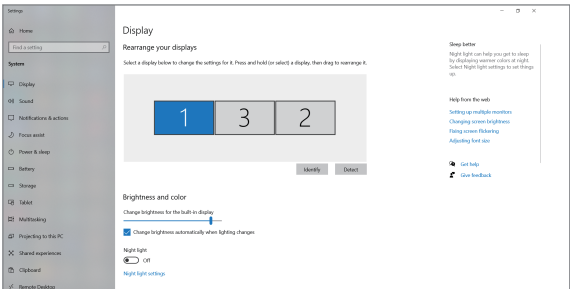 Settings
Home
Find a setting
System
Display
Sound
Notifications & actions
Focus assist
Power & sleep
Battery
Storage
Tablet
Multitasking
Projecting to this PC
Shared experiences
Clipboard
Remote Desktop
Display
Rearrange your displays
Select a display below to change the settings for it. Press and hold (or select) a display, then drag to rearrange it.
1 3 2
Identify Detect
Brightness and color
Change brightness for the built-in display
Change brightness automatically when lighting changes
Night light
Off
Night light settings
Sleep better
Night light can help you get to sleep
by displaying warmer colors at night.
Select Night light settings to set things
up.
Help from the web
Setting up multiple monitors
Changing screen brightness
Fixing screen flickering
Adjusting font size
Get help
Give feedback